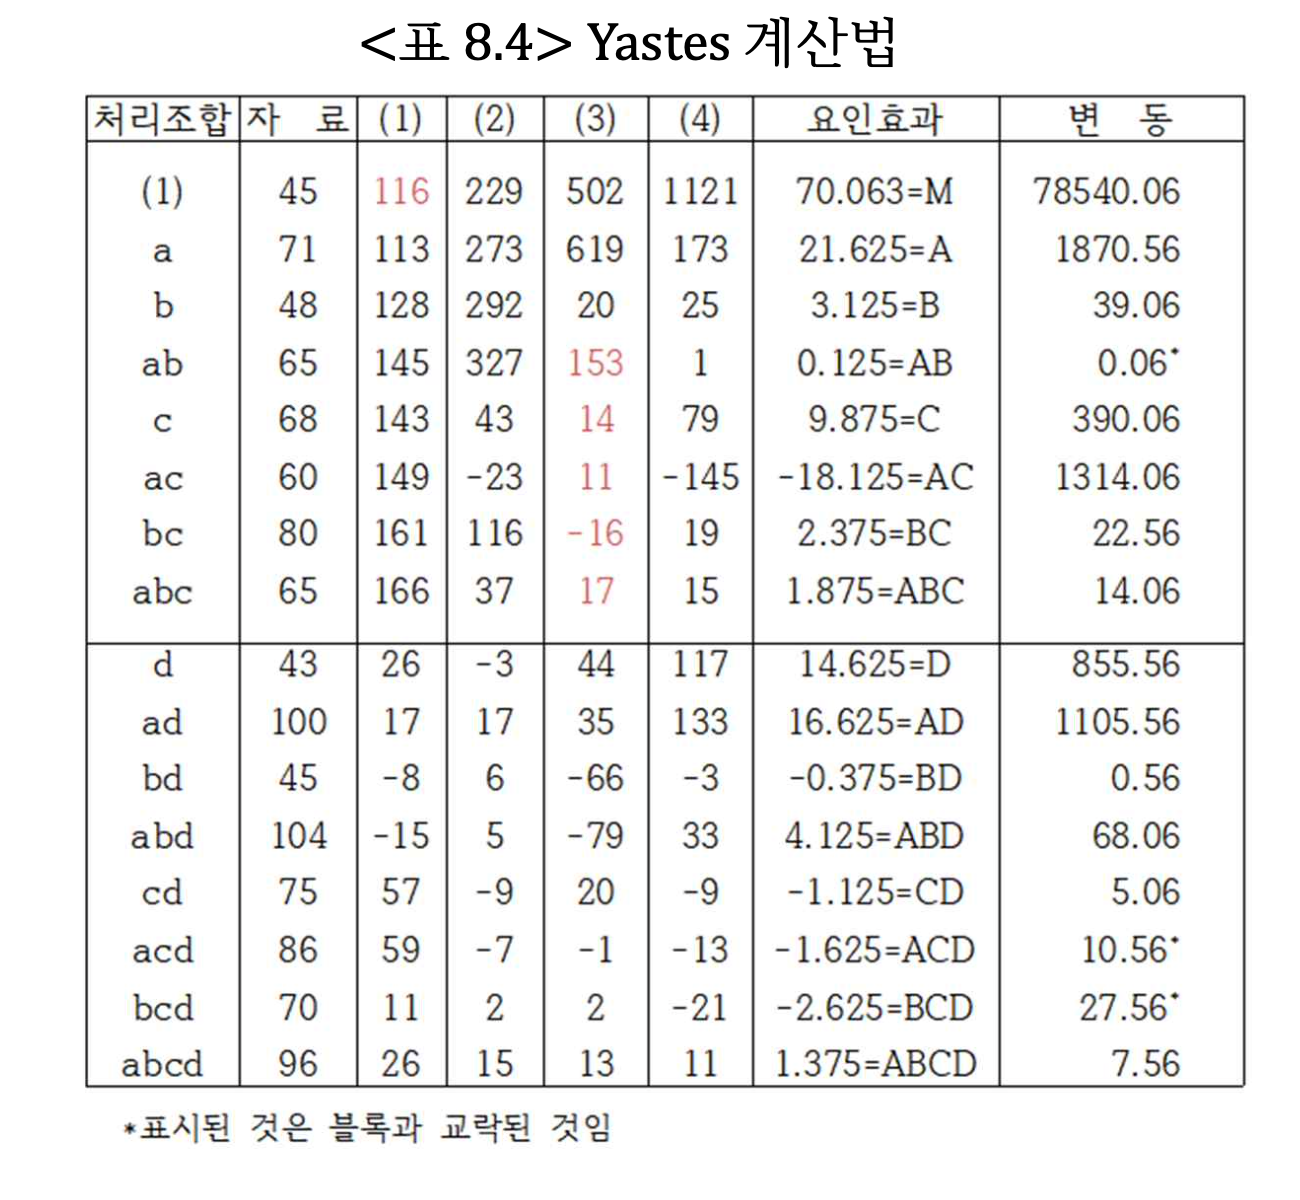 <표 8.4> Yastes 계산법
처리조합 자 료 (1) (2) (3) (4) 요인효과 변 동
(1) 45 116 229 502 1121 70.063=M 78540.06
a 71 113 273 619 173 21.625=A 1870.56
b 48 128 292 20 25 3.125=B 39.06
ab 65 145 327 153 1 0.125=AB 0.06*
c 68 143 43 14 79 9.875=C 390.06
ac 60 149 -23 11 -145 -18.125=AC 1314.06
bc 80 161 116 -16 19 2.375=BC 22.56
abc 65 166 37 17 15 1.875=ABC 14.06
d 43 26 -3 44 117 14.625=D 855.56
ad 100 17 17 35 133 16.625=AD 1105.56
bd 45 -8 6 -66 -3 -0.375=BD 0.56
abd 104 -15 5 -79 33 4.125=ABD 68.06
cd 75 57 -9 20 -9 -1.125=CD 5.06
acd 86 59 -7 -1 -13 -1.625=ACD 10.56*
bcd 70 11 2 2 -21 -2.625=BCD 27.56*
abcd 96 26 15 13 11 1.375=ABCD 7.56
*표시된 것은 블록과 교락된 것임